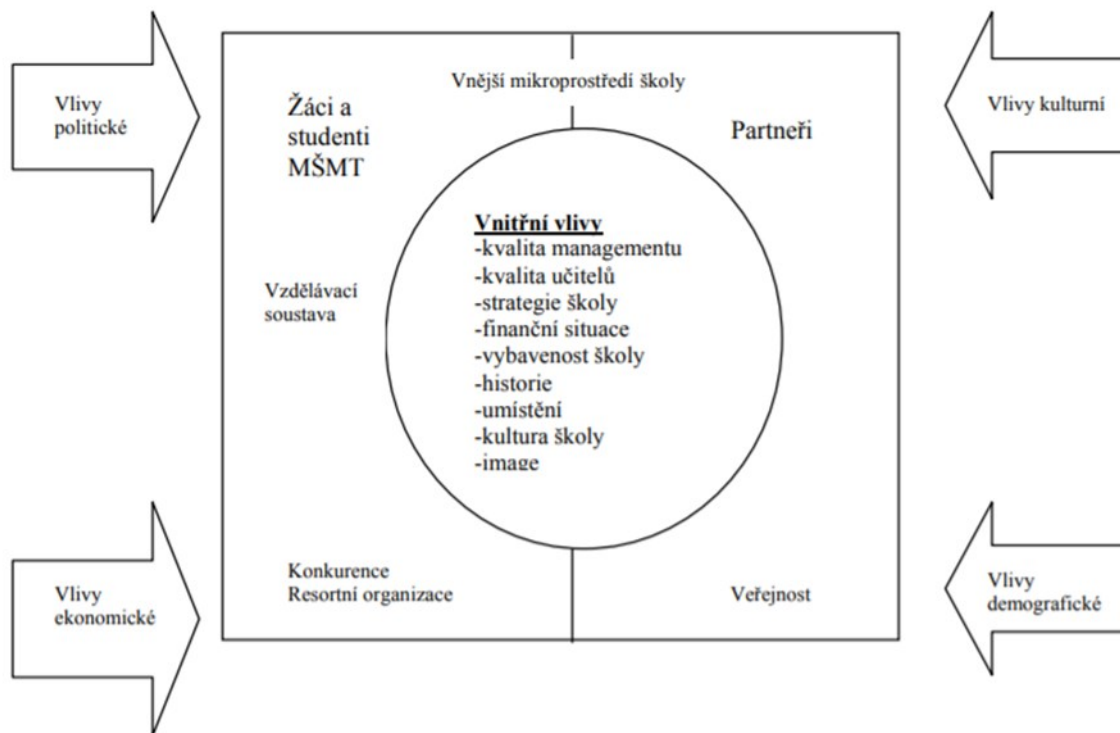 Vnější mikroprostředí školy
Vlivy
politické
Žáci a
studenti
MŠMT
Partneři
Vlivy kulturní
Vnitřní vlivy
-kvalita managementu
-kvalita učitelů
-strategie školy
-finanční situace
-vybavenost školy
-historie
-umístění
-kultura školy
-image
Vzdělávací
soustava
Konkurence
Resortní organizace
Veřejnost
Vlivy
ekonomické
Vlivy
demografické